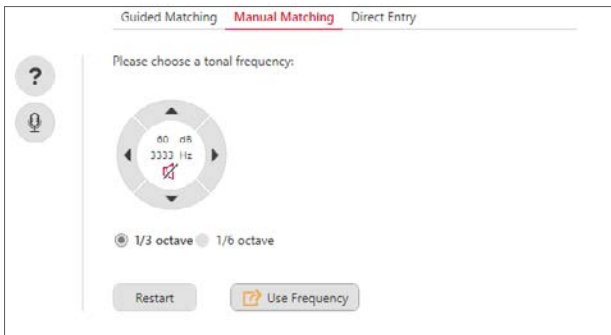 Guided Matching Manual Matching Direct Entry
Please choose a tonal frequency:
?
60 dB
3333 Hz
1/3 octave 1/6 octave
Restart Use Frequency